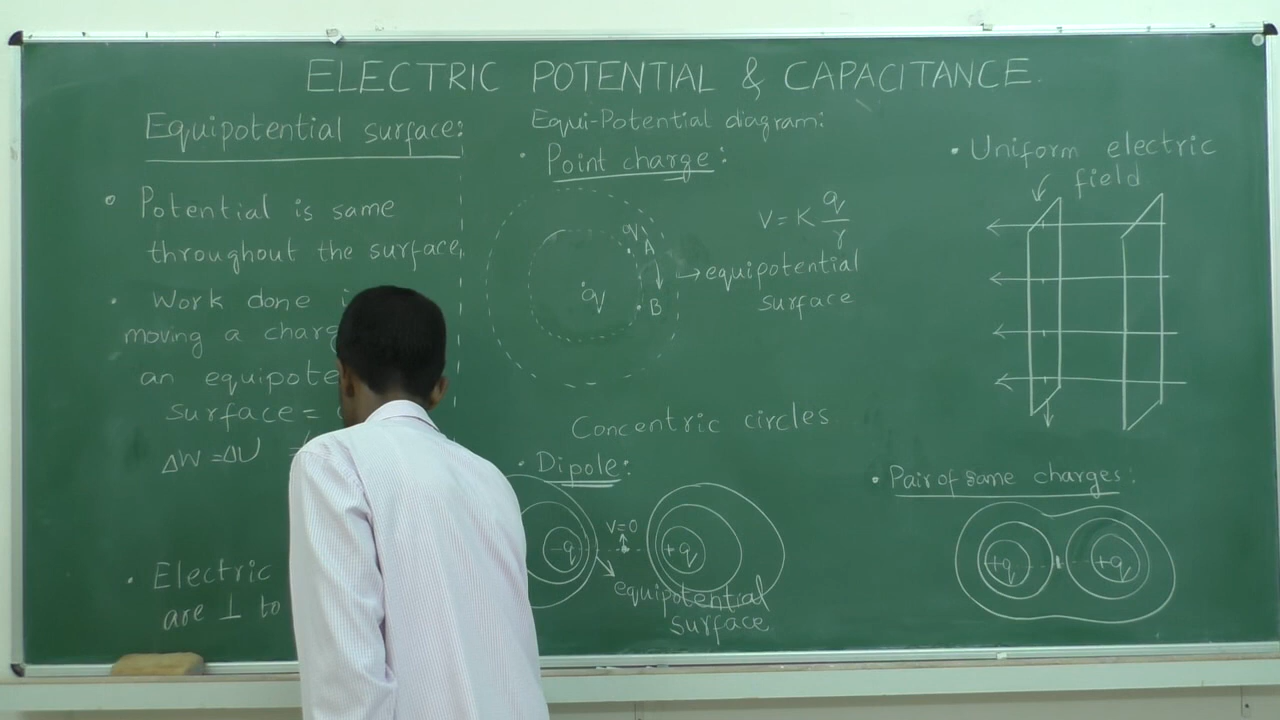 ELECTRIC POTENTIAL & CAPACITANCE.
Equipotential surface:
• Potential is same
throughout the surface,
• Work done
moving a
an
surface =
ΔW = ΔU
• Electric
are ⊥ to
Equi-Potential diagram:
• Point charge:
q
A
B
q
V = K q/r
→ equipotential
surface
Concentric circles
• Dipole:
V=0
-q
+q
equipotential
surface
• Uniform electric
field
• Pair of same charges:
+q
+q